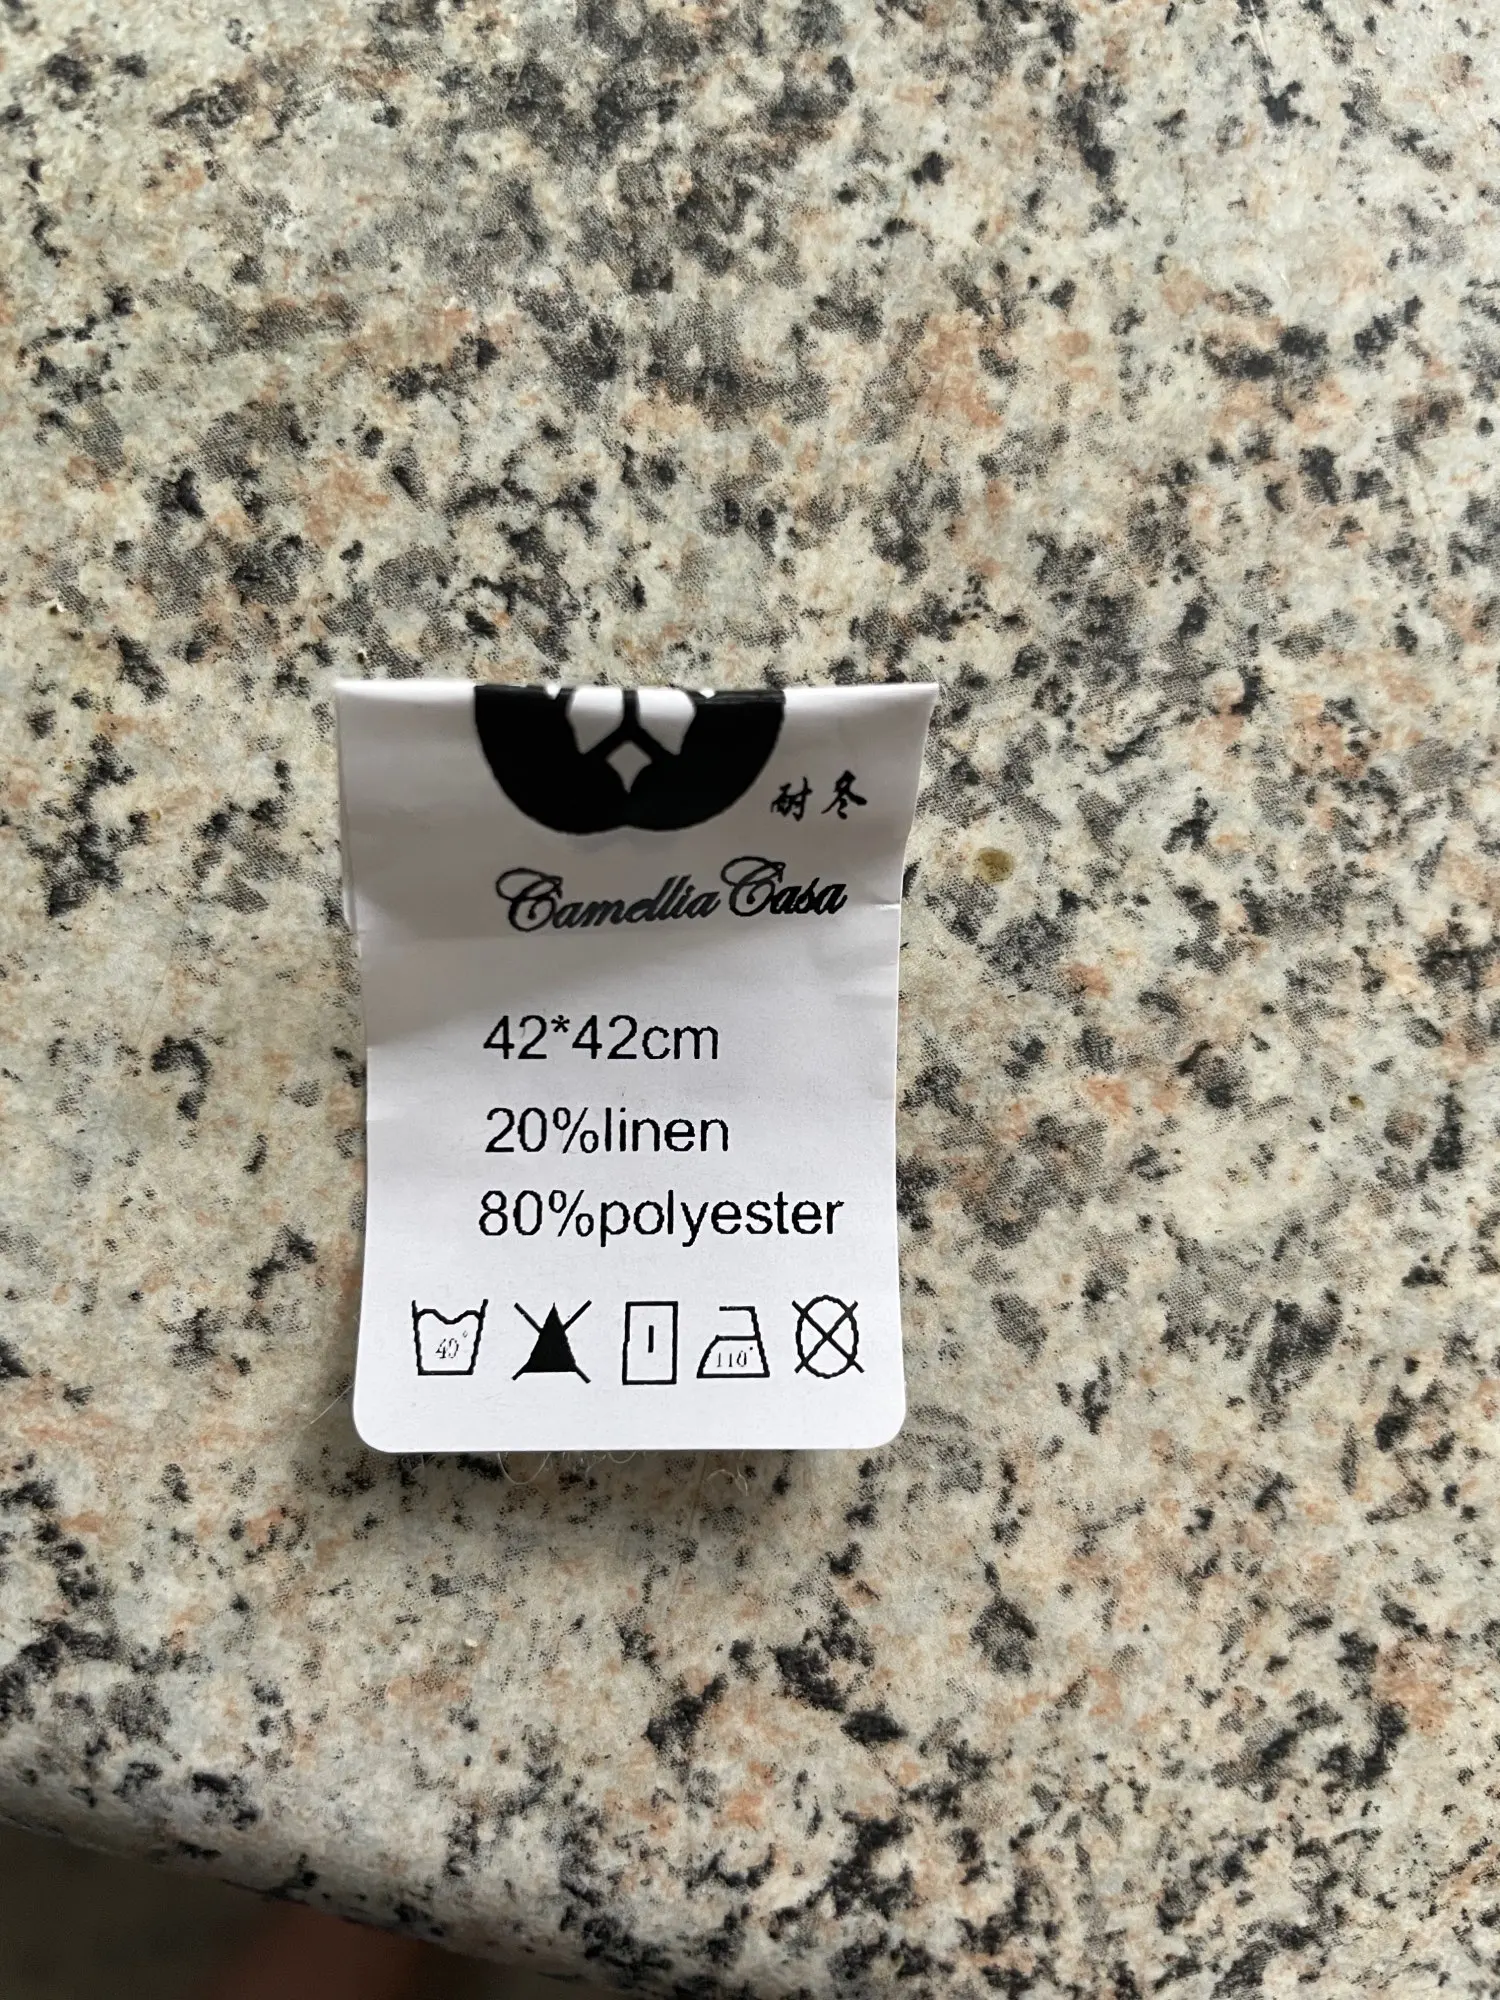 耐冬
Camellia Casa
42*42cm
20%linen
80%polyester
40°
110°